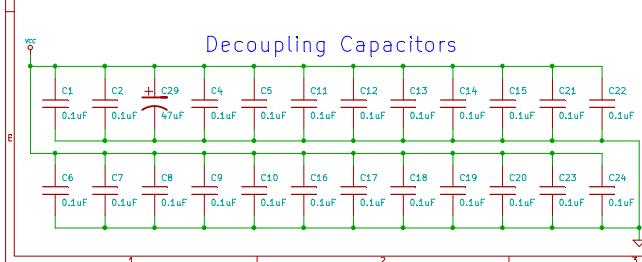 VCC
Decoupling Capacitors
C1 C2 C29 C4 C5 C11 C12 C13 C14 C15 C21 C22
0.1uF 0.1uF 47uF 0.1uF 0.1uF 0.1uF 0.1uF 0.1uF 0.1uF 0.1uF 0.1uF 0.1uF
E
C6 C7 C8 C9 C10 C16 C17 C18 C19 C20 C23 C24
0.1uF 0.1uF 0.1uF 0.1uF 0.1uF 0.1uF 0.1uF 0.1uF 0.1uF 0.1uF 0.1uF 0.1uF
1 2 3